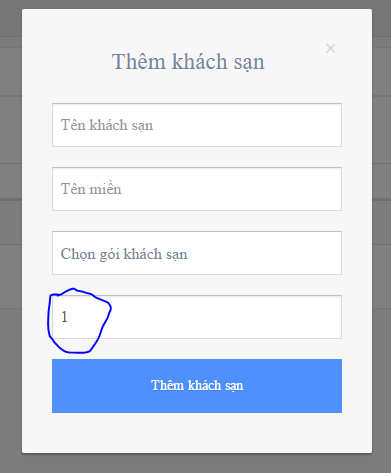 ×
Thêm khách sạn
Tên khách sạn
Tên miền
Chọn gói khách sạn
1
Thêm khách sạn